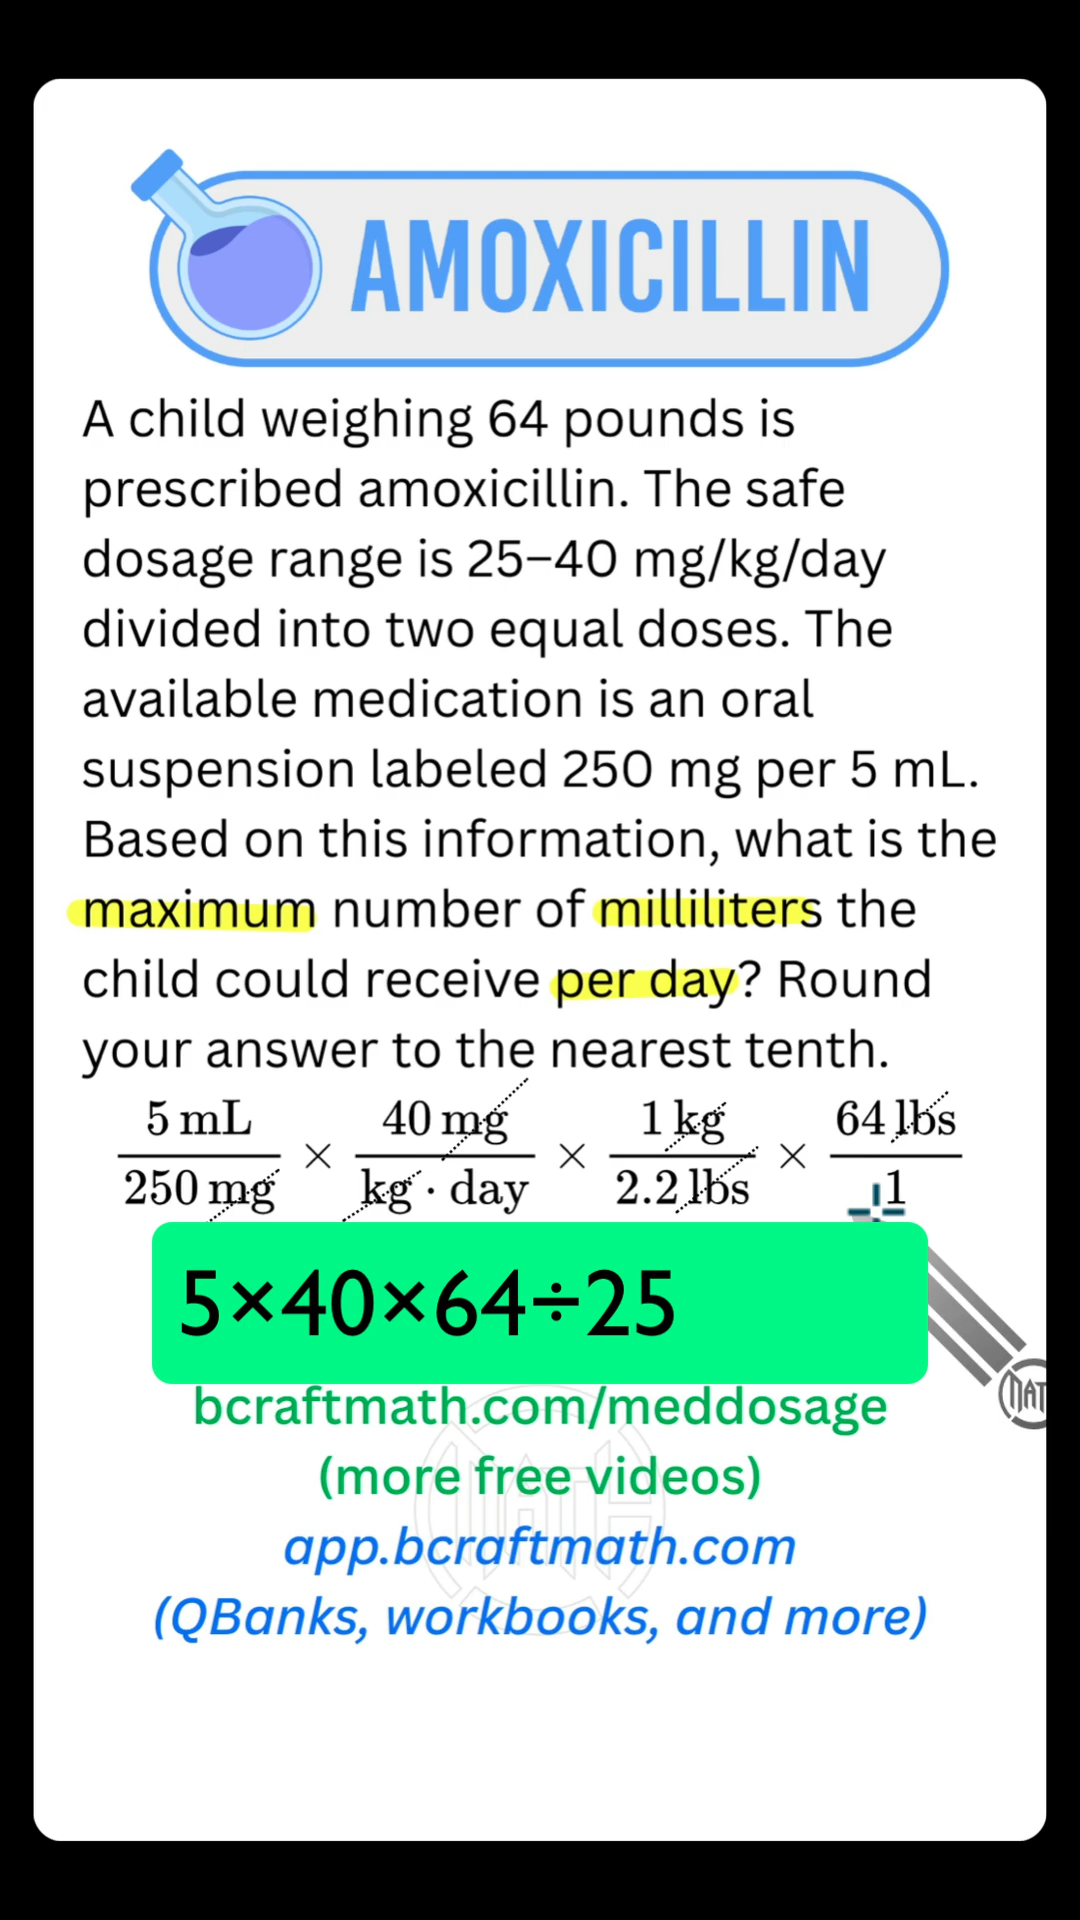 AMOXICILLIN
A child weighing 64 pounds is
prescribed amoxicillin. The safe
dosage range is 25–40 mg/kg/day
divided into two equal doses. The
available medication is an oral
suspension labeled 250 mg per 5 mL.
Based on this information, what is the
maximum number of milliliters the
child could receive per day? Round
your answer to the nearest tenth.
5 mL / 250 mg × 40 mg / kg · day × 1 kg / 2.2 lbs × 64 lbs / 1
5×40×64÷25
bcraftmath.com/meddosage
(more free videos)
app.bcraftmath.com
(QBanks, workbooks, and more)
MATH